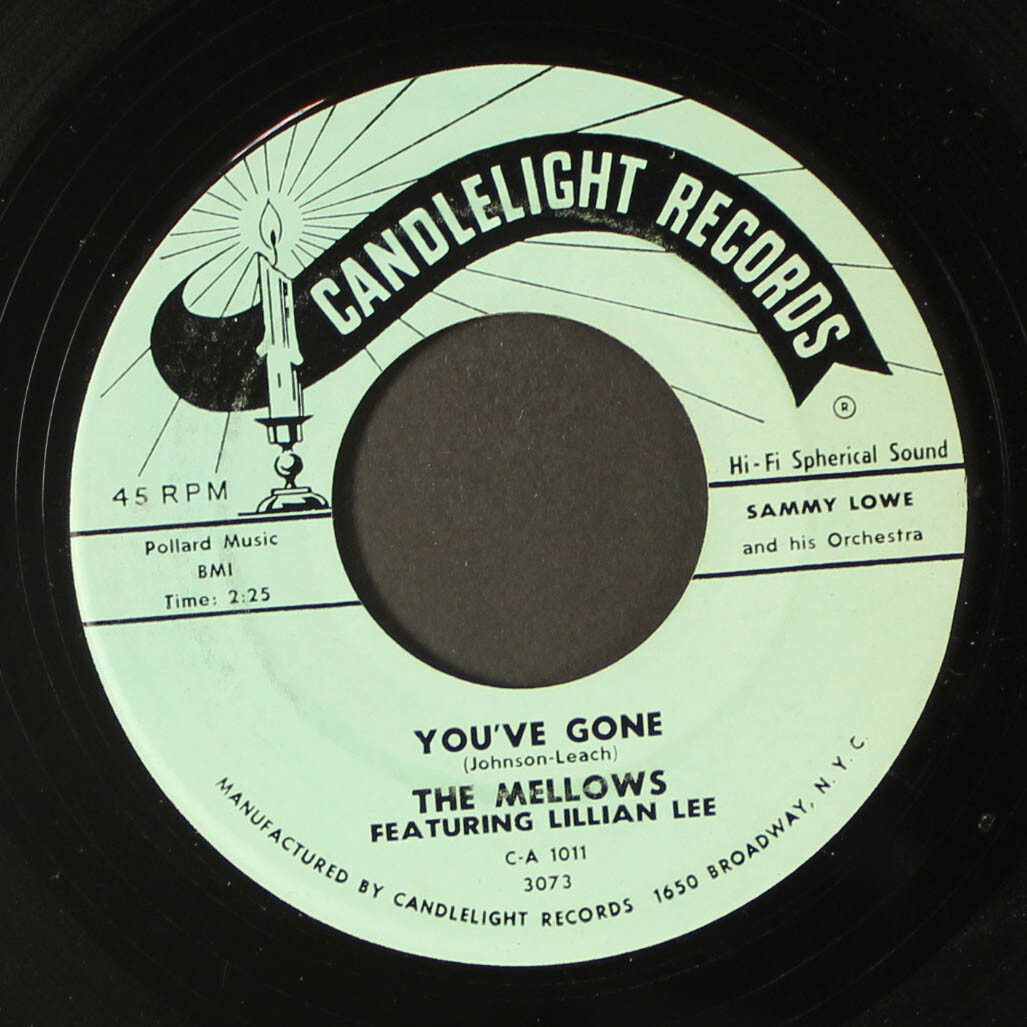 CANDLELIGHT RECORDS
®
45 RPM
Hi-Fi Spherical Sound
Pollard Music
BMI
Time: 2:25
SAMMY LOWE
and his Orchestra
YOU'VE GONE
(Johnson-Leach)
THE MELLOWS
FEATURING LILLIAN LEE
C-A 1011
3073
MANUFACTURED BY CANDLELIGHT RECORDS 1650 BROADWAY, N.Y.C.